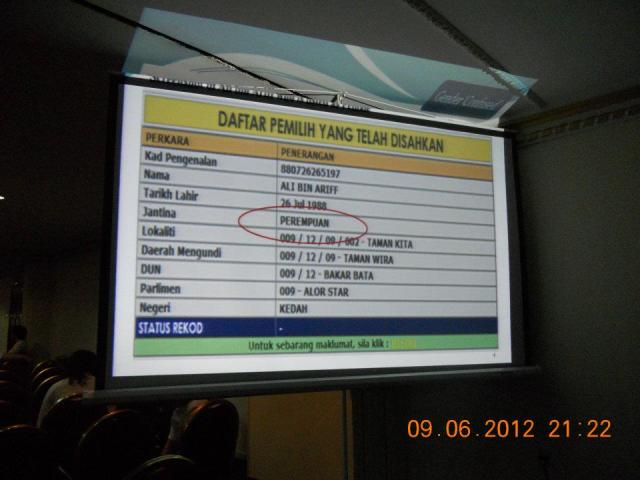 Gender Confused
DAFTAR PEMILIH YANG TELAH DISAHKAN
PERKARA PENERANGAN
Kad Pengenalan 880726265197
Nama ALI BIN ARIFF
Tarikh Lahir 26 Jul 1988
Jantina PEREMPUAN
Lokaliti 009 / 12 / 09 / 002 - TAMAN KITA
Daerah Mengundi 009 / 12 / 09 - TAMAN WIRA
DUN 009 / 12 - BAKAR BATA
Parlimen 009 - ALOR STAR
Negeri KEDAH
STATUS REKOD -
Untuk sebarang maklumat, sila klik :
4
09.06.2012 21:22